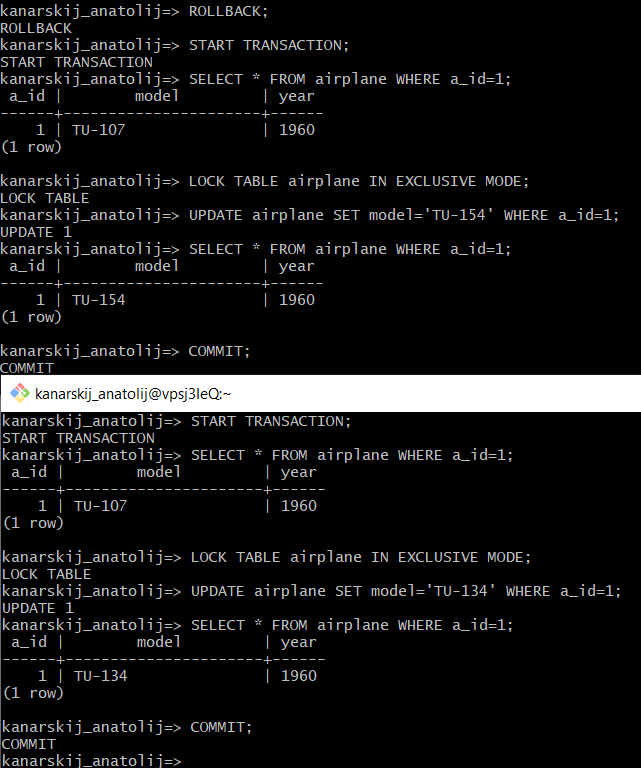 kanarskij_anatolij=> ROLLBACK;
ROLLBACK
kanarskij_anatolij=> START TRANSACTION;
START TRANSACTION
kanarskij_anatolij=> SELECT * FROM airplane WHERE a_id=1;
 a_id |        model         | year
------+----------------------+------
    1 | TU-107               | 1960
(1 row)

kanarskij_anatolij=> LOCK TABLE airplane IN EXCLUSIVE MODE;
LOCK TABLE
kanarskij_anatolij=> UPDATE airplane SET model='TU-154' WHERE a_id=1;
UPDATE 1
kanarskij_anatolij=> SELECT * FROM airplane WHERE a_id=1;
 a_id |        model         | year
------+----------------------+------
    1 | TU-154               | 1960
(1 row)

kanarskij_anatolij=> COMMIT;
COMMIT
kanarskij_anatolij@vpsj3IeQ:~
kanarskij_anatolij=> START TRANSACTION;
START TRANSACTION
kanarskij_anatolij=> SELECT * FROM airplane WHERE a_id=1;
 a_id |        model         | year
------+----------------------+------
    1 | TU-107               | 1960
(1 row)

kanarskij_anatolij=> LOCK TABLE airplane IN EXCLUSIVE MODE;
LOCK TABLE
kanarskij_anatolij=> UPDATE airplane SET model='TU-134' WHERE a_id=1;
UPDATE 1
kanarskij_anatolij=> SELECT * FROM airplane WHERE a_id=1;
 a_id |        model         | year
------+----------------------+------
    1 | TU-134               | 1960
(1 row)

kanarskij_anatolij=> COMMIT;
COMMIT
kanarskij_anatolij=>